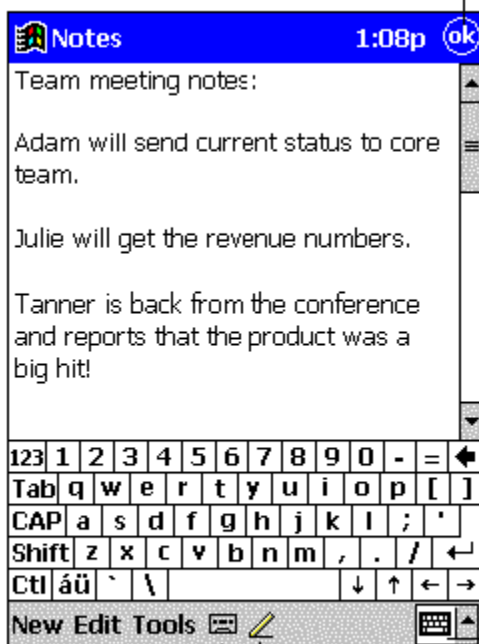 Notes 1:08p ok
Team meeting notes:
Adam will send current status to core
team.
Julie will get the revenue numbers.
Tanner is back from the conference
and reports that the product was a
big hit!
123 1 2 3 4 5 6 7 8 9 0 - =
Tab q w e r t y u i o p [ ]
CAP a s d f g h j k l ; '
Shift z x c v b n m , . /
Ctl áü ` \
New Edit Tools